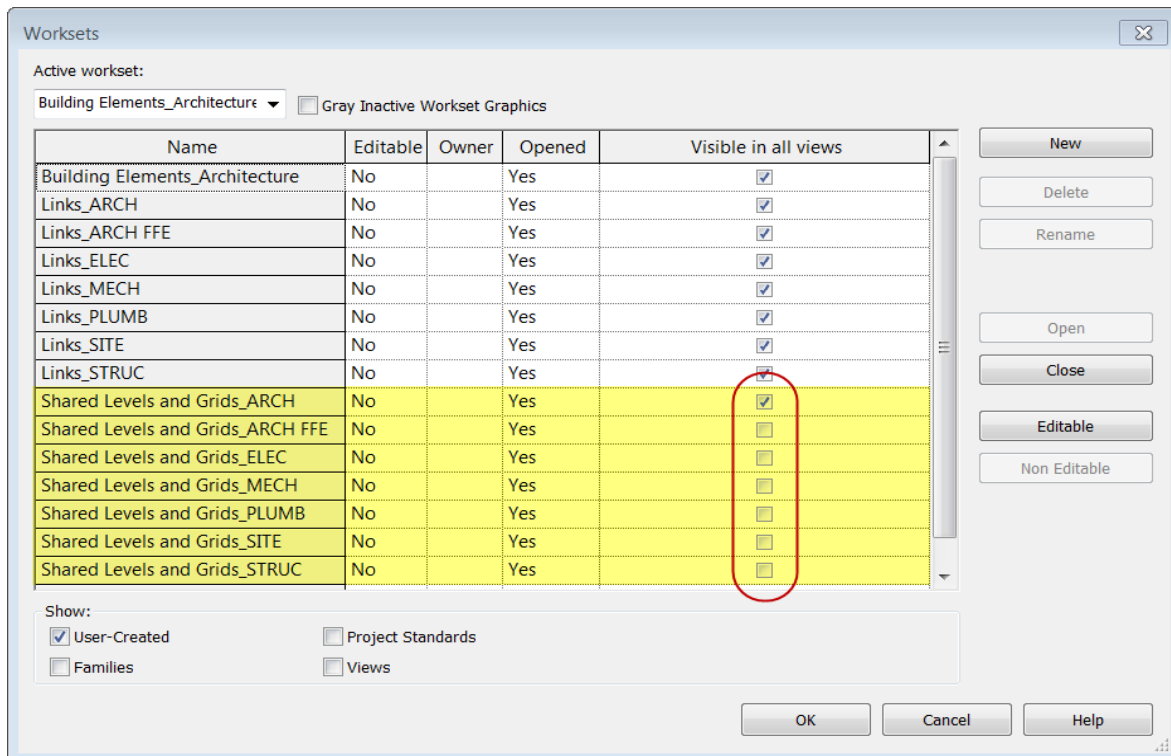 Worksets
Active workset:
Building Elements_Architecture
Gray Inactive Workset Graphics
Name Editable Owner Opened Visible in all views
Building Elements_Architecture No Yes
Links_ARCH No Yes
Links_ARCH FFE No Yes
Links_ELEC No Yes
Links_MECH No Yes
Links_PLUMB No Yes
Links_SITE No Yes
Links_STRUC No Yes
Shared Levels and Grids_ARCH No Yes
Shared Levels and Grids_ARCH FFE No Yes
Shared Levels and Grids_ELEC No Yes
Shared Levels and Grids_MECH No Yes
Shared Levels and Grids_PLUMB No Yes
Shared Levels and Grids_SITE No Yes
Shared Levels and Grids_STRUC No Yes
New
Delete
Rename
Open
Close
Editable
Non Editable
Show:
User-Created Project Standards
Families Views
OK Cancel Help